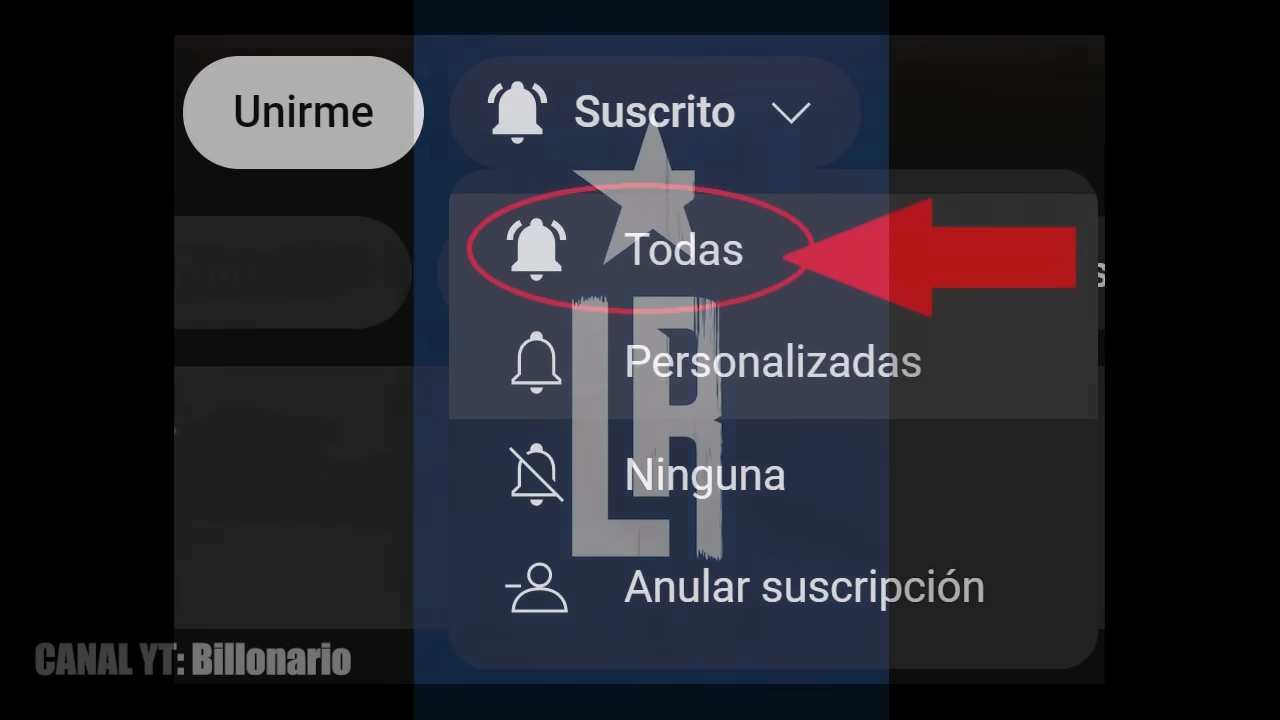 Unirme
Suscrito
Todas
s
Personalizadas
LR
Ninguna
Anular suscripción
CANAL YT: Billonario